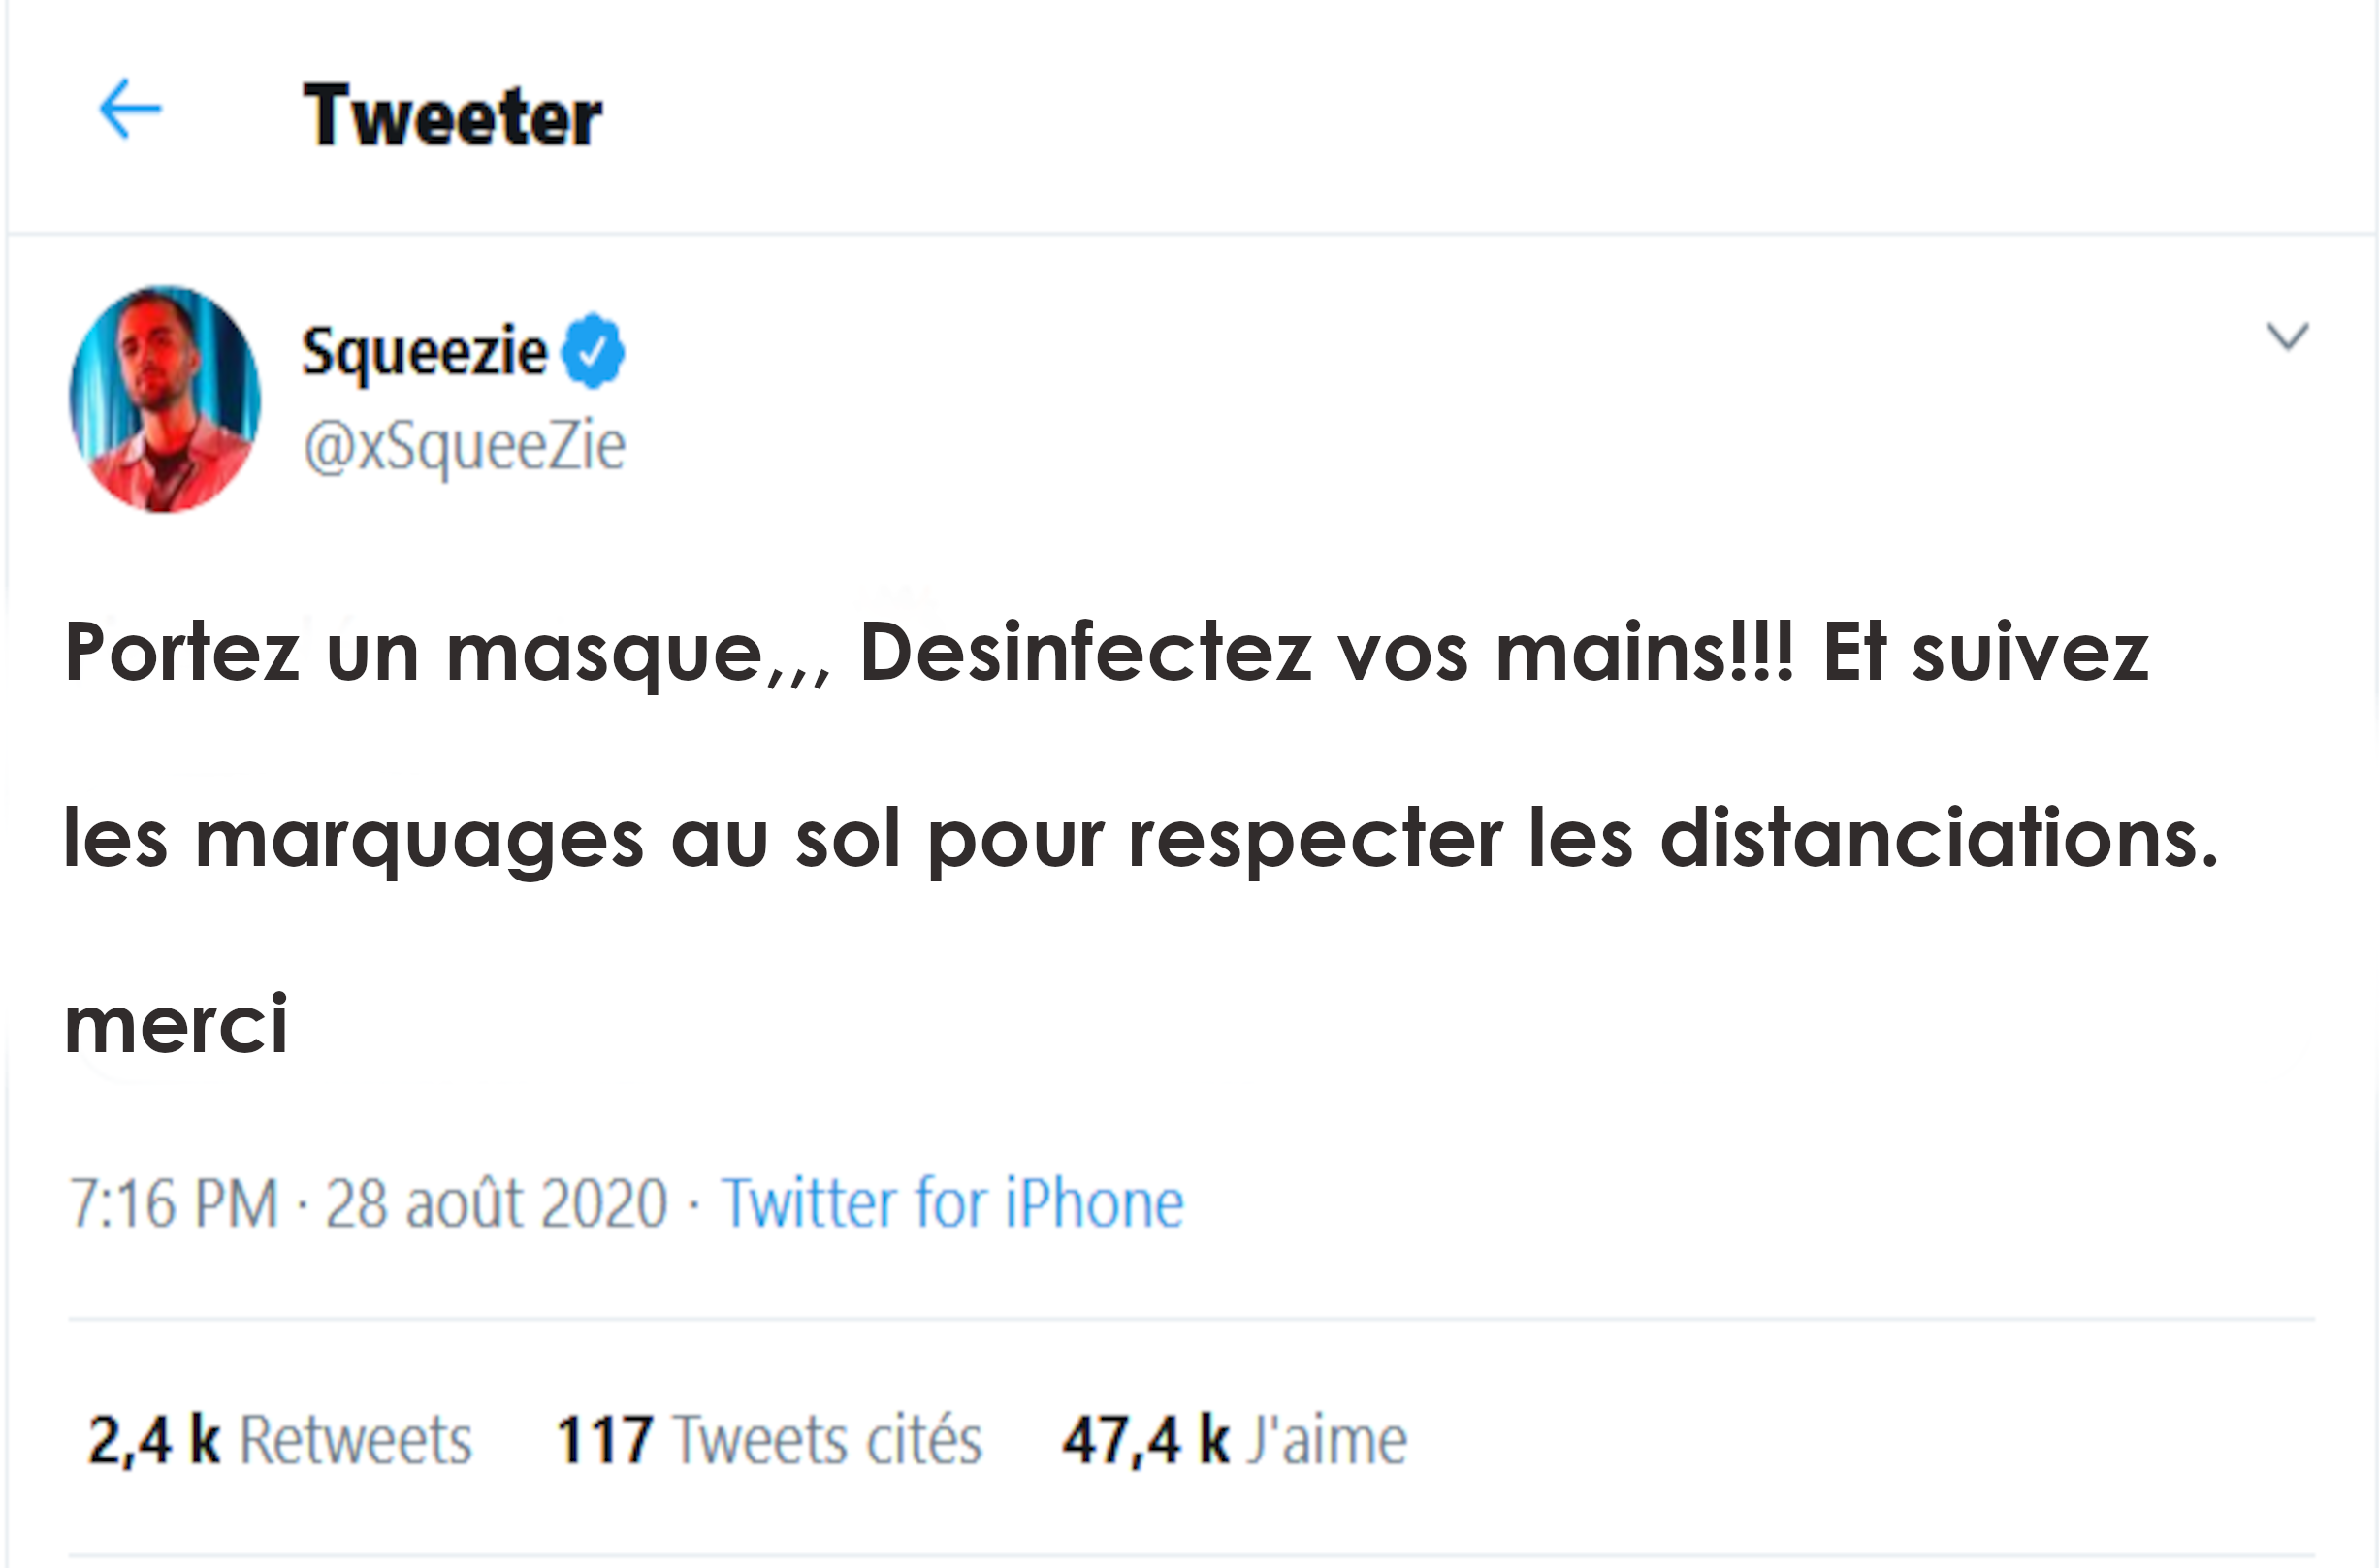 Tweeter
Squeezie
@xSqueeZie
Portez un masque,,, Desinfectez vos mains!!! Et suivez
les marquages au sol pour respecter les distanciations.
merci
7:16 PM · 28 août 2020 · Twitter for iPhone
2,4 k Retweets 117 Tweets cités 47,4 k J'aime